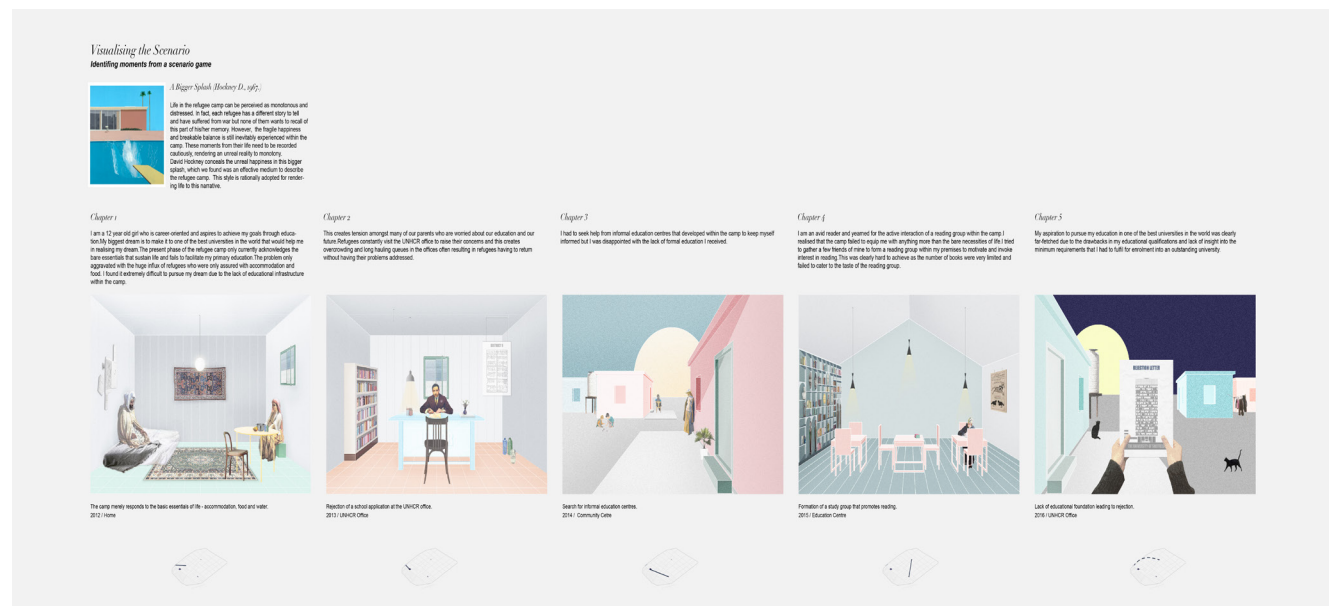 Visualising the Scenario
Identifing moments from a scenario game
A Bigger Splash (Hockney D., 1967.)
Life in the refugee camp can be perceived as monotonous and
distressed. In fact, each refugee has a different story to tell
and have suffered from war but none of them wants to recall of
this part of his/her memory. However, the fragile happiness
and breakable balance is still inevitably experienced within the
camp. These moments from their life need to be recorded
cautiously, rendering an unreal reality to monotony.
David Hockney conceals the unreal happiness in this bigger
splash, which we found was an effective medium to describe
the refugee camp. This style is rationally adopted for render-
ing life to this narrative.
Chapter 1
I am a 12 year old girl who is career-oriented and aspires to achieve my goals through educa-
tion.My biggest dream is to make it to one of the best universities in the world that would help me
in realising my dream.The present phase of the refugee camp only currently acknowledges the
bare essentials that sustain life and fails to facilitate my primary education.The problem only
aggravated with the huge influx of refugees who were only assured with accommodation and
food. I found it extremely difficult to pursue my dream due to the lack of educational infrastructure
within the camp.
Chapter 2
This creates tension amongst many of our parents who are worried about our education and our
future.Refugees constantly visit the UNHCR office to raise their concerns and this creates
overcrowding and long hauling queues in the offices often resulting in refugees having to return
without having their problems addressed.
Chapter 3
I had to seek help from informal education centres that developed within the camp to keep myself
informed but I was disappointed with the lack of formal education I received.
Chapter 4
I am an avid reader and yearned for the active interaction of a reading group within the camp.I
realised that the camp failed to equip me with anything more than the bare necessities of life.I tried
to gather a few friends of mine to form a reading group within my premises to motivate and invoke
interest in reading.This was clearly hard to achieve as the number of books were very limited and
failed to cater to the taste of the reading group.
Chapter 5
My aspiration to pursue my education in one of the best universities in the world was clearly
far-fetched due to the drawbacks in my educational qualifications and lack of insight into the
minimum requirements that I had to fulfil for enrolment into an outstanding university.
REJECTION LETTER
The camp merely responds to the basic essentials of life - accommodation, food and water.
2012 / Home
Rejection of a school application at the UNHCR office.
2013 / UNHCR Office
Search for informal education centres.
2014 / Community Cetre
Formation of a study group that promotes reading.
2015 / Education Centre
Lack of educational foundation leading to rejection.
2016 / UNHCR Office